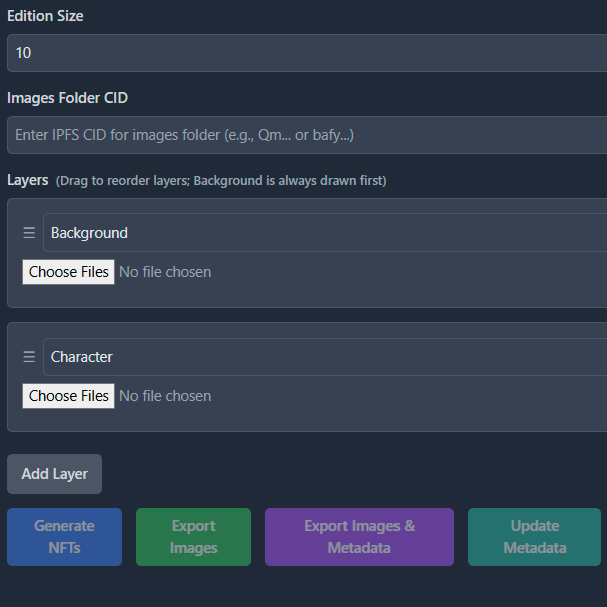 Edition Size
10
Images Folder CID
Enter IPFS CID for images folder (e.g., Qm... or bafy...)
Layers (Drag to reorder layers; Background is always drawn first)
☰ Background
Choose Files No file chosen
☰ Character
Choose Files No file chosen
Add Layer
Generate NFTs
Export Images
Export Images & Metadata
Update Metadata